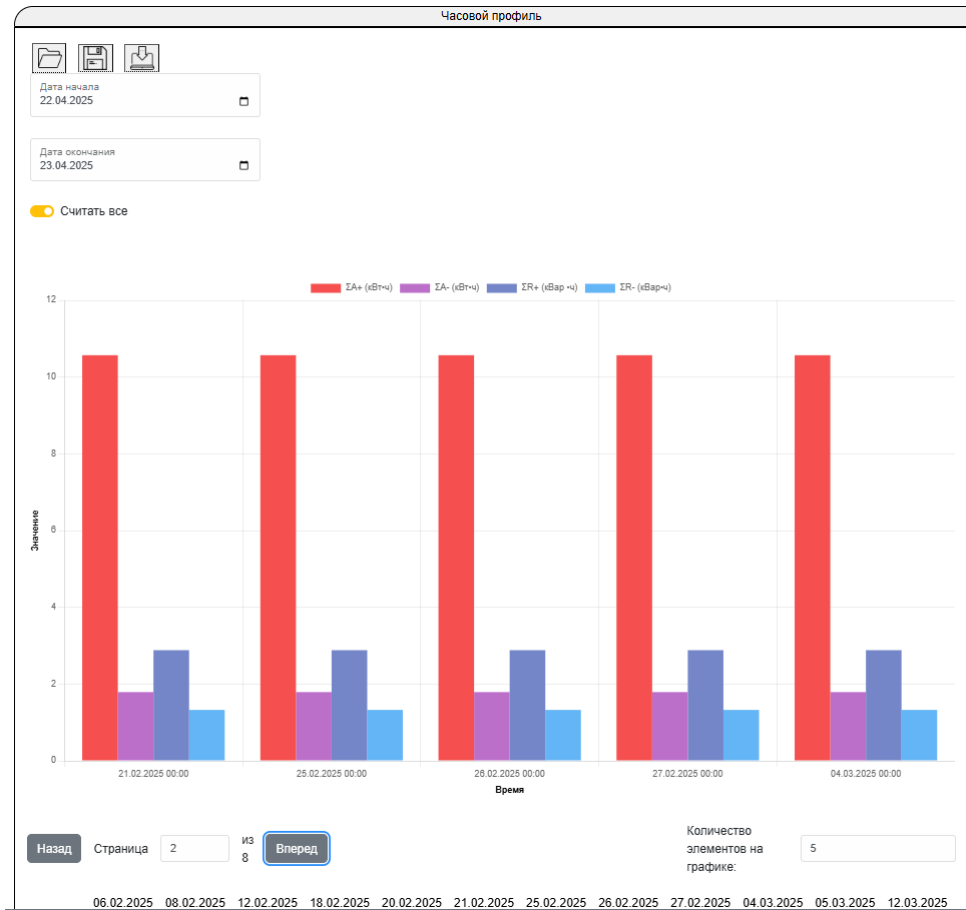 Часовой профиль
Дата начала
22.04.2025
Дата окончания
23.04.2025
Считать все
ΣA+ (кВт•ч) ΣA- (кВт•ч) ΣR+ (кВар •ч) ΣR- (кВар•ч)
12
10
8
6
4
2
0
Значение
21.02.2025 00:00 25.02.2025 00:00 26.02.2025 00:00 27.02.2025 00:00 04.03.2025 00:00
Время
Назад Страница 2 из 8 Вперед
Количество
элементов на
графике:
5
06.02.2025 08.02.2025 12.02.2025 18.02.2025 20.02.2025 21.02.2025 25.02.2025 26.02.2025 27.02.2025 04.03.2025 05.03.2025 12.03.2025